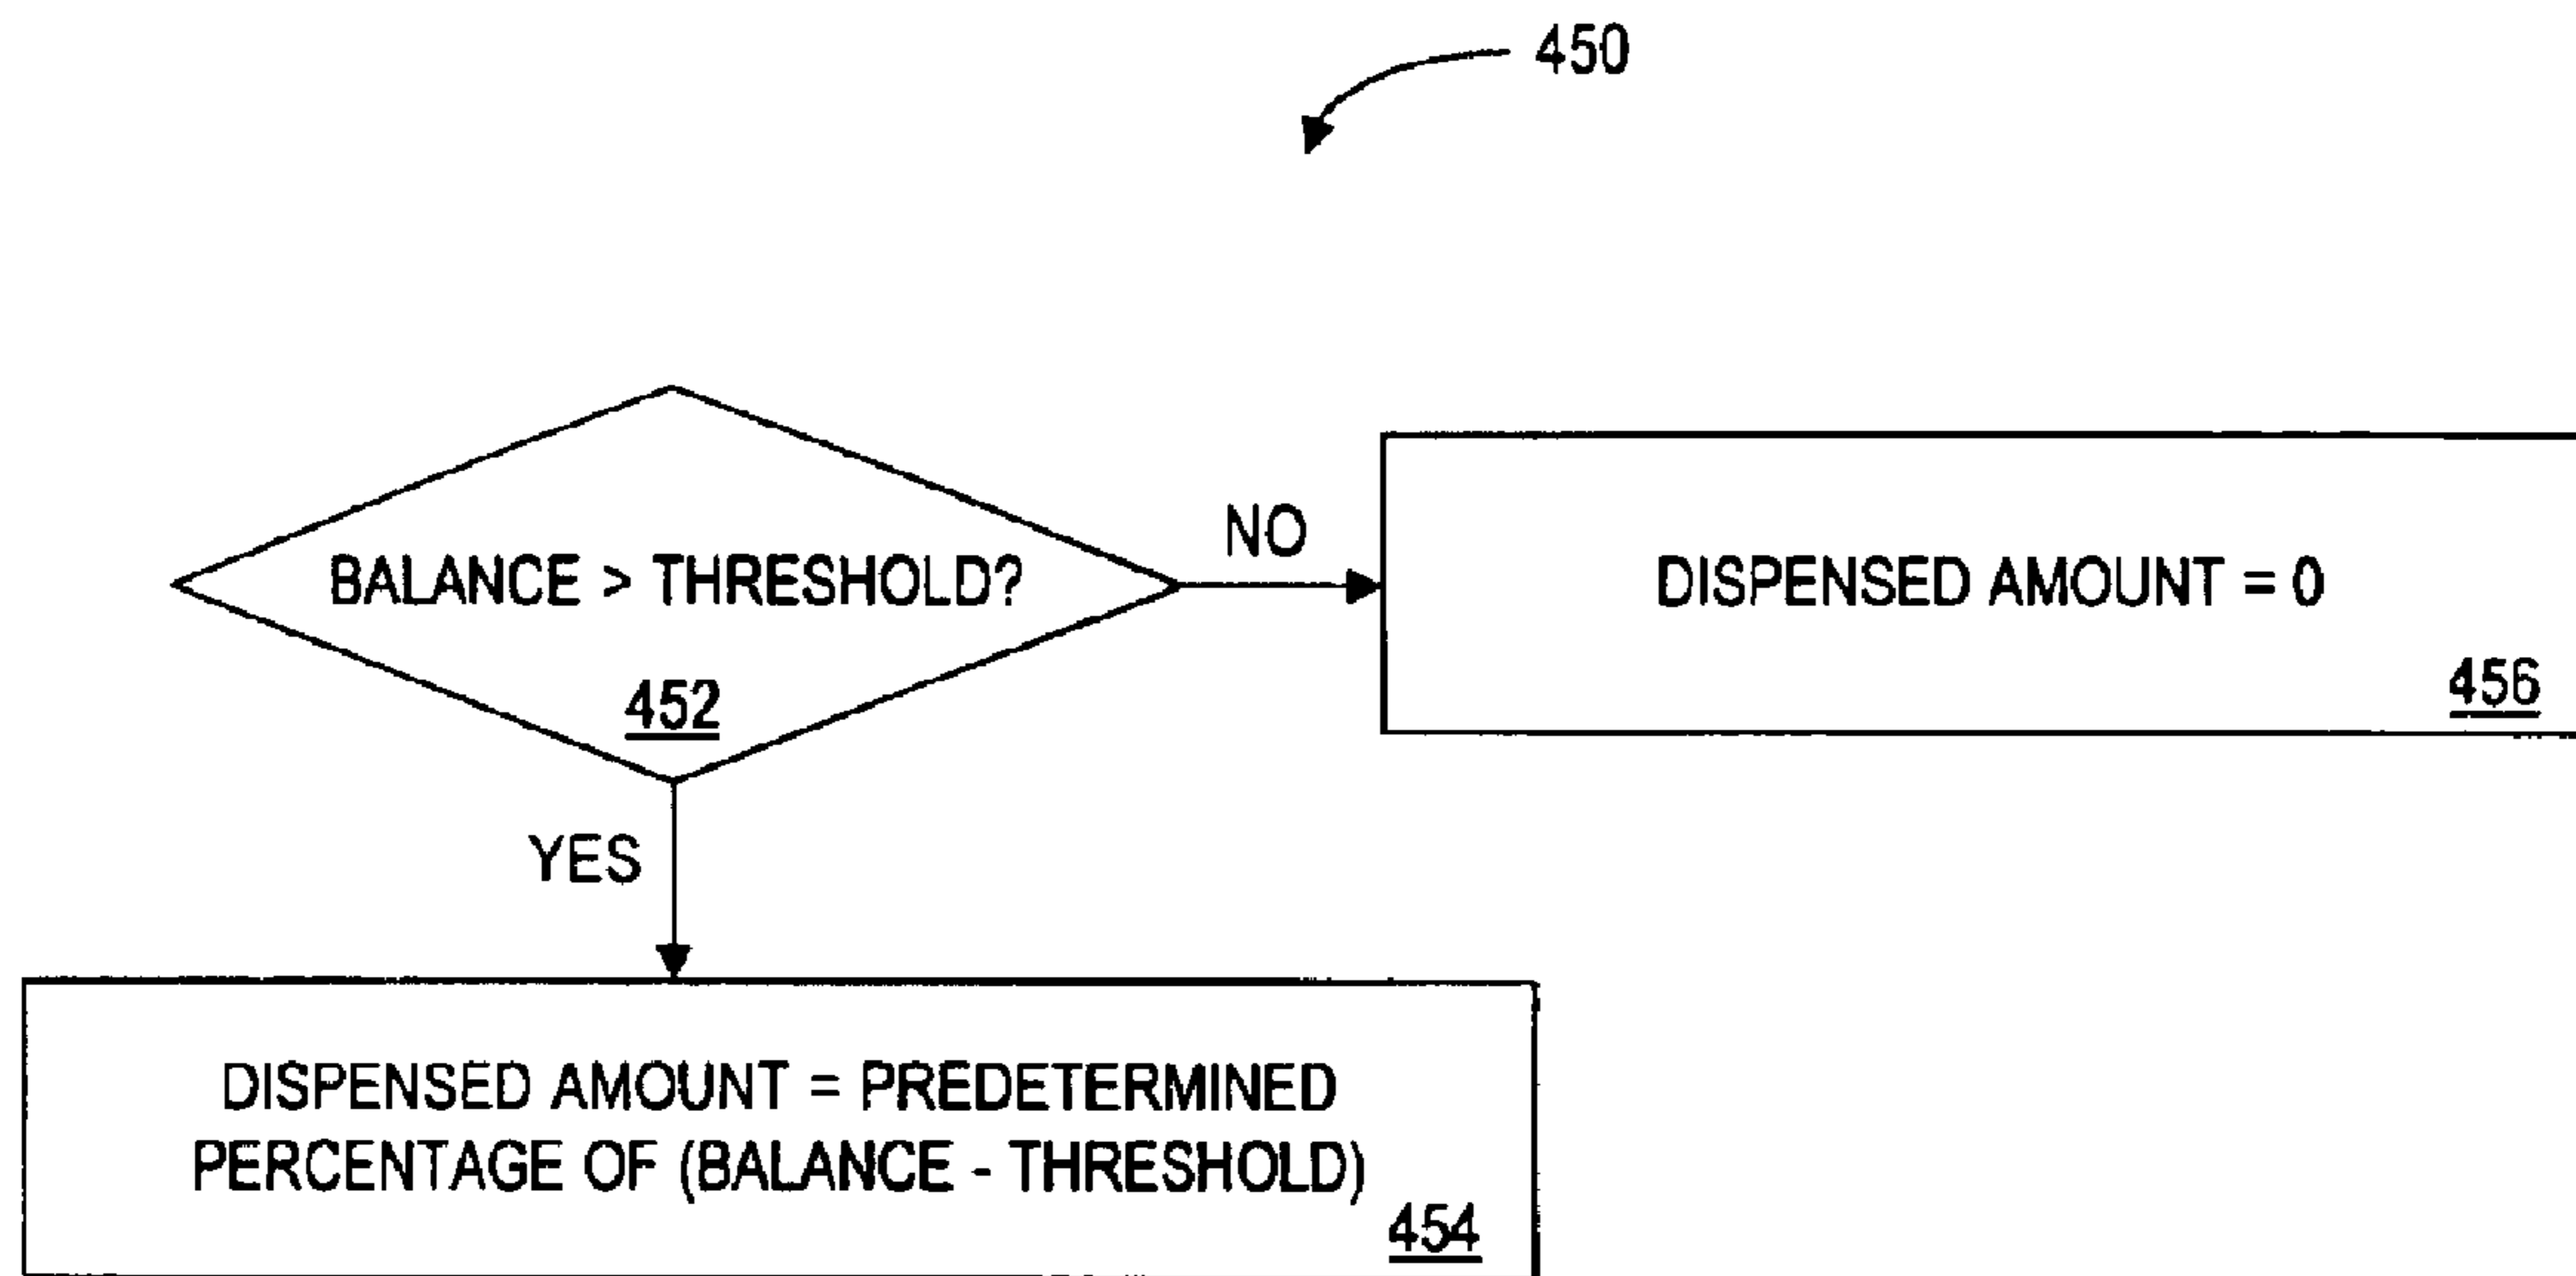 450
BALANCE > THRESHOLD?
452
NO
DISPENSED AMOUNT = 0
456
YES
DISPENSED AMOUNT = PREDETERMINED
PERCENTAGE OF (BALANCE - THRESHOLD)
454